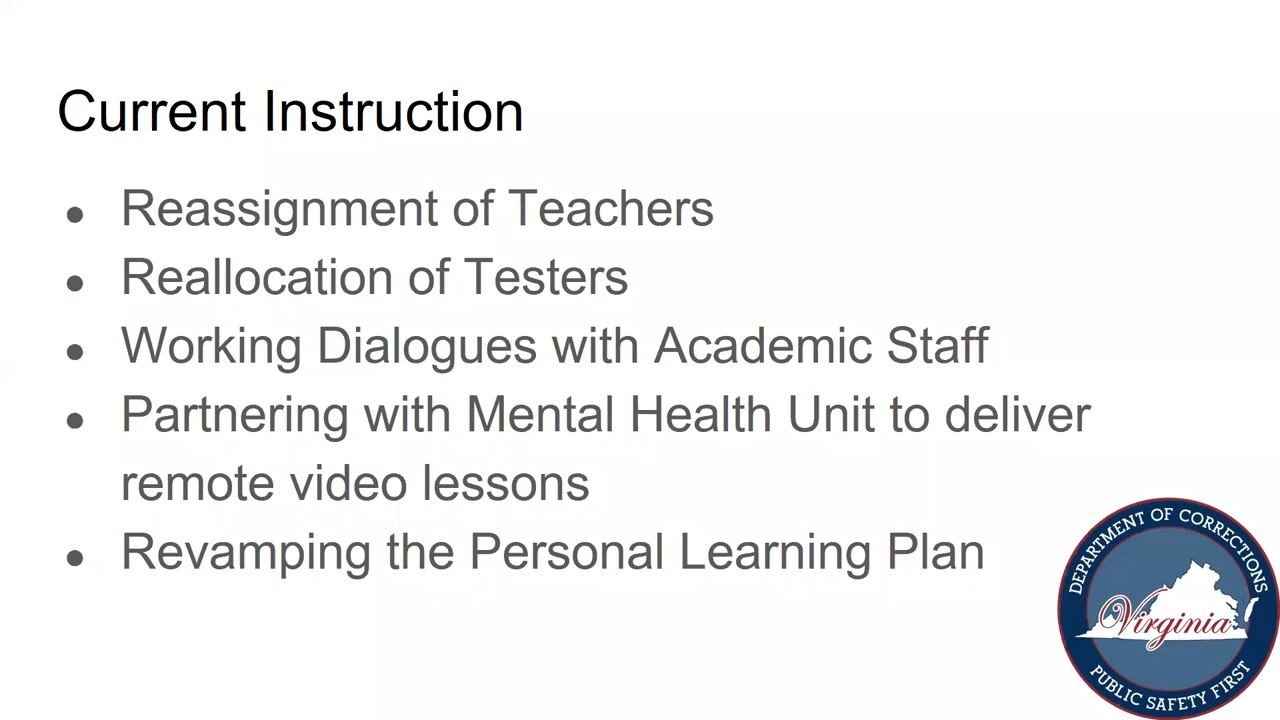 Current Instruction
● Reassignment of Teachers
● Reallocation of Testers
● Working Dialogues with Academic Staff
● Partnering with Mental Health Unit to deliver
remote video lessons
● Revamping the Personal Learning Plan
DEPARTMENT OF CORRECTIONS
Virginia
PUBLIC SAFETY FIRST